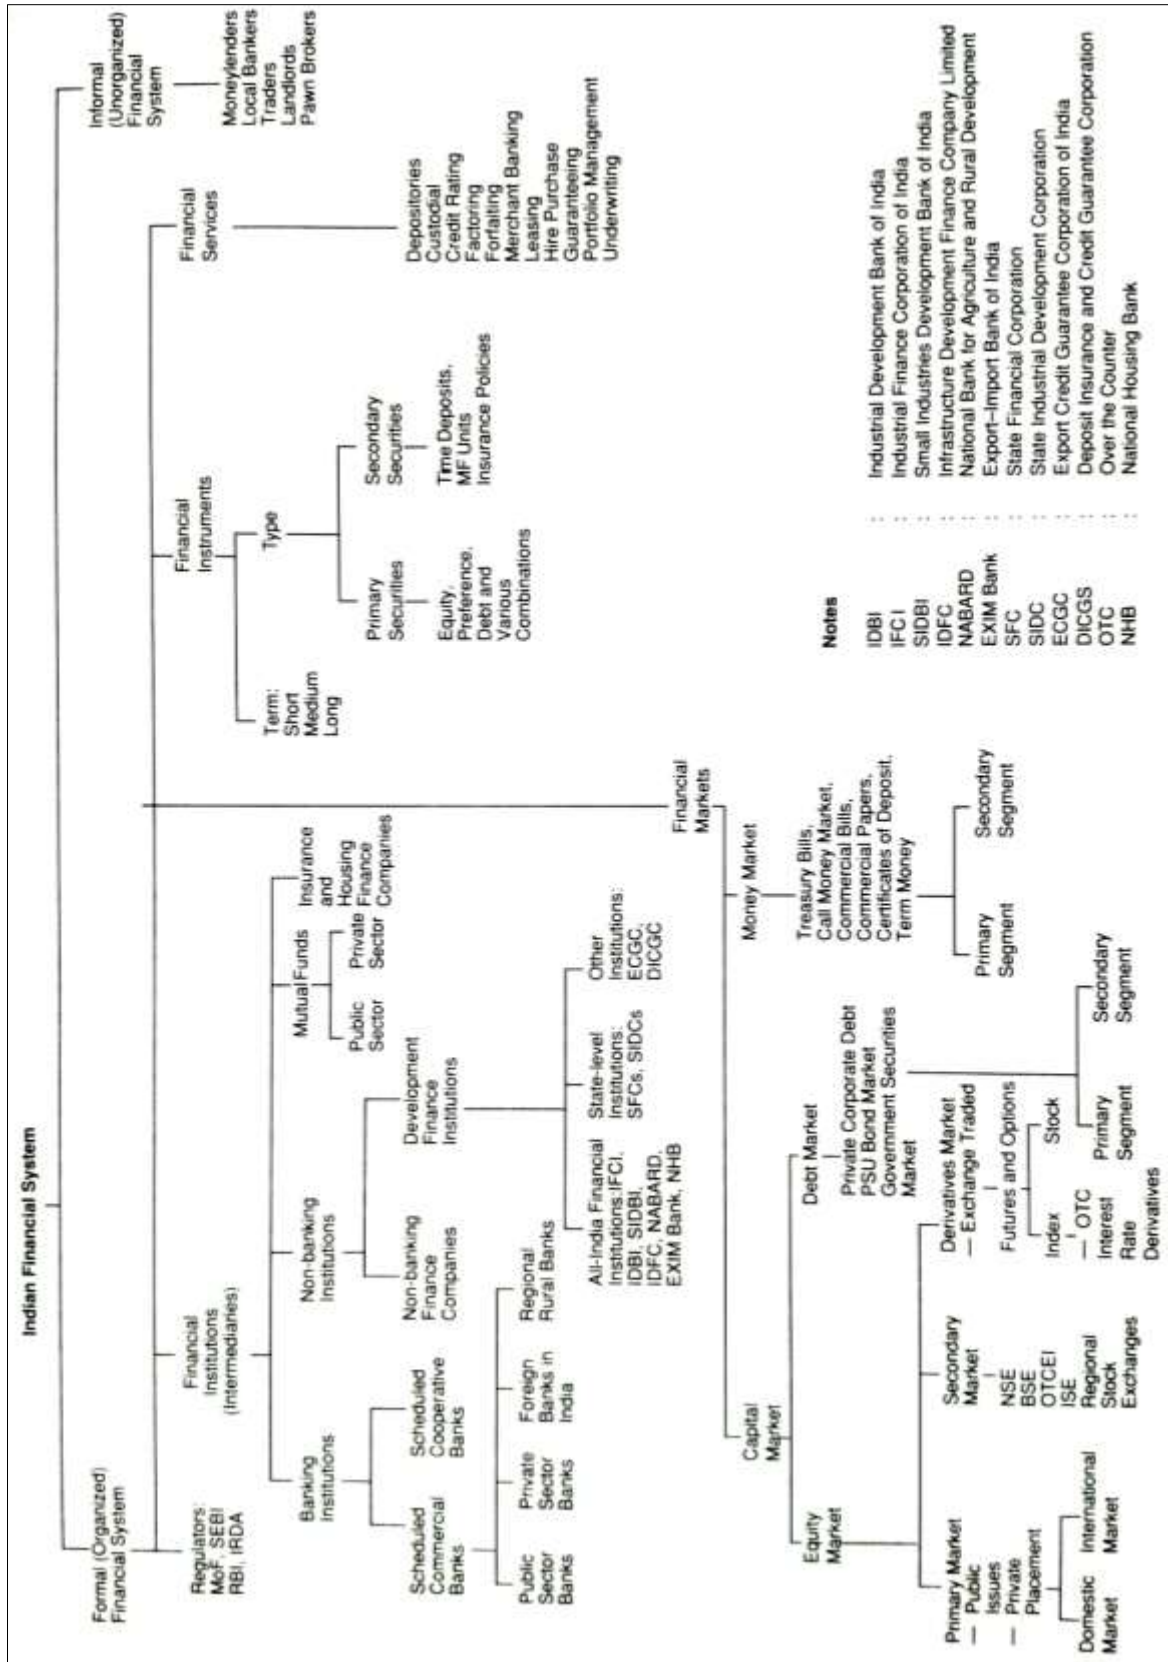 Indian Financial System
Formal (Organized)
Financial System
Informal
(Unorganized)
Financial
System
Moneylenders
Local Bankers
Traders
Landlords
Pawn Brokers
Regulators:
MoF, SEBI
RBI, IRDA
Financial
Institutions
(Intermediaries)
Financial
Instruments
Financial
Services
Banking
Institutions
Non-banking
Institutions
Mutual Funds
Insurance
and
Housing
Finance
Companies
Public
Sector
Private
Sector
Scheduled
Commercial
Banks
Scheduled
Cooperative
Banks
Non-banking
Finance
Companies
Development
Finance
Institutions
Public
Sector
Banks
Private
Sector
Banks
Foreign
Banks in
India
Regional
Rural Banks
All-India Financial
Institutions:IFCI,
IDBI, SIDBI,
IDFC, NABARD,
EXIM Bank, NHB
State-level
Institutions:
SFCs, SIDCs
Other
Institutions:
ECGC,
DICGC
Term:
Short
Medium
Long
Type
Primary
Securities
Secondary
Securities
Equity,
Preference,
Debt and
Various
Combinations
Time Deposits,
MF Units
Insurance Policies
Depositories
Custodial
Credit Rating
Factoring
Forfaiting
Merchant Banking
Leasing
Hire Purchase
Guaranteeing
Portfolio Management
Underwriting
Financial
Markets
Capital
Market
Money Market
Treasury Bills,
Call Money Market,
Commercial Bills,
Commercial Papers,
Certificates of Deposit,
Term Money
Primary
Segment
Secondary
Segment
Equity
Market
Debt Market
Private Corporate Debt
PSU Bond Market
Government Securities
Market
Primary Market
— Public
Issues
— Private
Placement
Domestic
Market
International
Market
Secondary
Market
NSE
BSE
OTCEI
ISE
Regional
Stock
Exchanges
Derivatives Market
— Exchange Traded
Futures and Options
Index
Stock
— OTC
Interest
Rate
Derivatives
Primary
Segment
Secondary
Segment
Notes
IDBI : Industrial Development Bank of India
IFCI : Industrial Finance Corporation of India
SIDBI : Small Industries Development Bank of India
IDFC : Infrastructure Development Finance Company Limited
NABARD : National Bank for Agriculture and Rural Development
EXIM Bank : Export–Import Bank of India
SFC : State Financial Corporation
SIDC : State Industrial Development Corporation
ECGC : Export Credit Guarantee Corporation of India
DICGS : Deposit Insurance and Credit Guarantee Corporation
OTC : Over the Counter
NHB : National Housing Bank